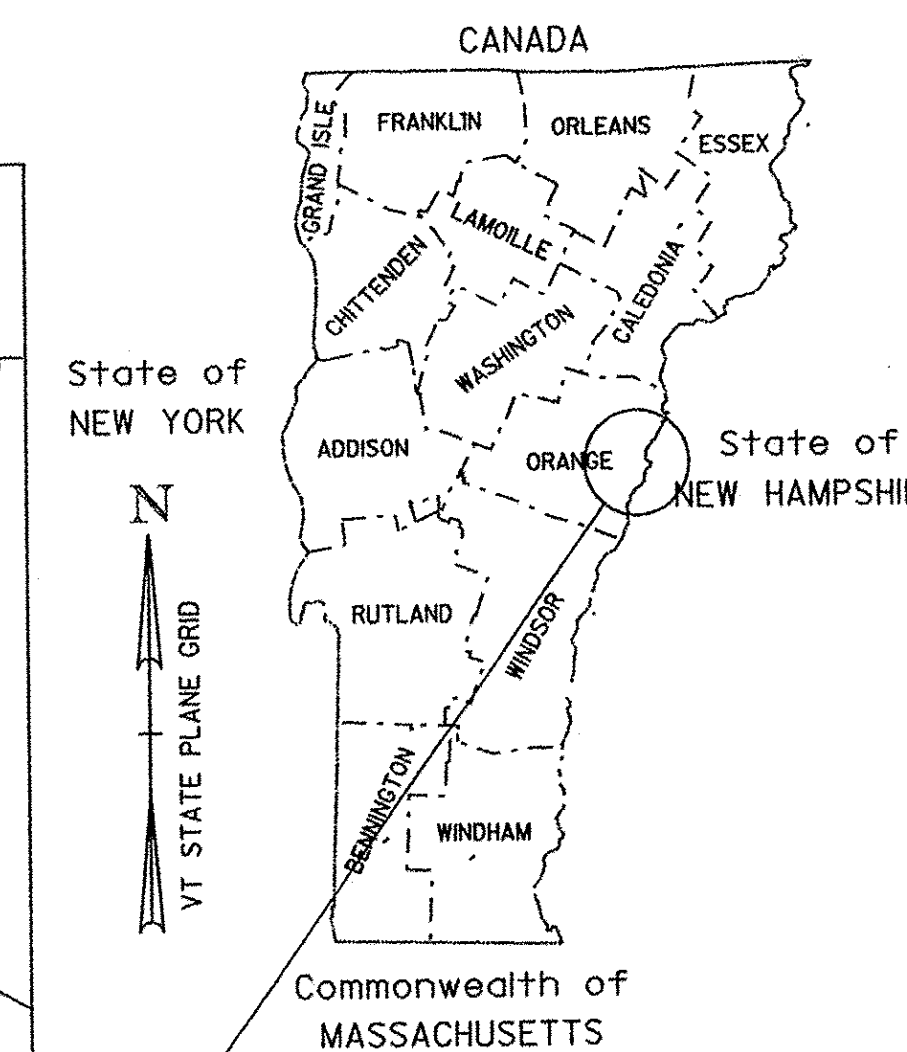 CANADA
FRANKLIN
ORLEANS
ESSEX
GRAND ISLE
LAMOILLE
CHITTENDEN
CALEDONIA
WASHINGTON
State of
NEW YORK
ADDISON
ORANGE
State of
NEW HAMPSHI
N
VT STATE PLANE GRID
RUTLAND
WINDSOR
BENNINGTON
WINDHAM
Commonwealth of
MASSACHUSETTS